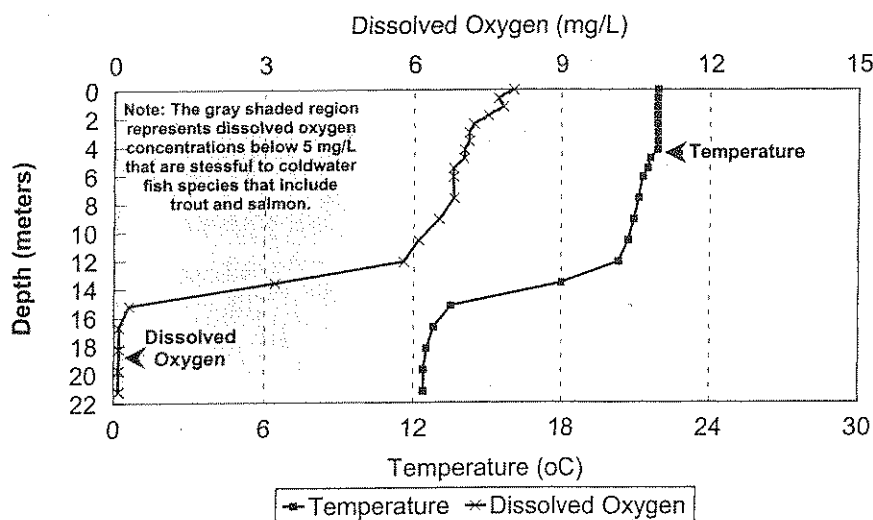 Dissolved Oxygen (mg/L)
0 3 6 9 12 15
0
2
4
6
8
10
12
14
16
18
20
22
Depth (meters)
Note: The gray shaded region
represents dissolved oxygen
concentrations below 5 mg/L
that are stessful to coldwater
fish species that include
trout and salmon.
Temperature
Dissolved
Oxygen
0 6 12 18 24 30
Temperature (oC)
Temperature Dissolved Oxygen